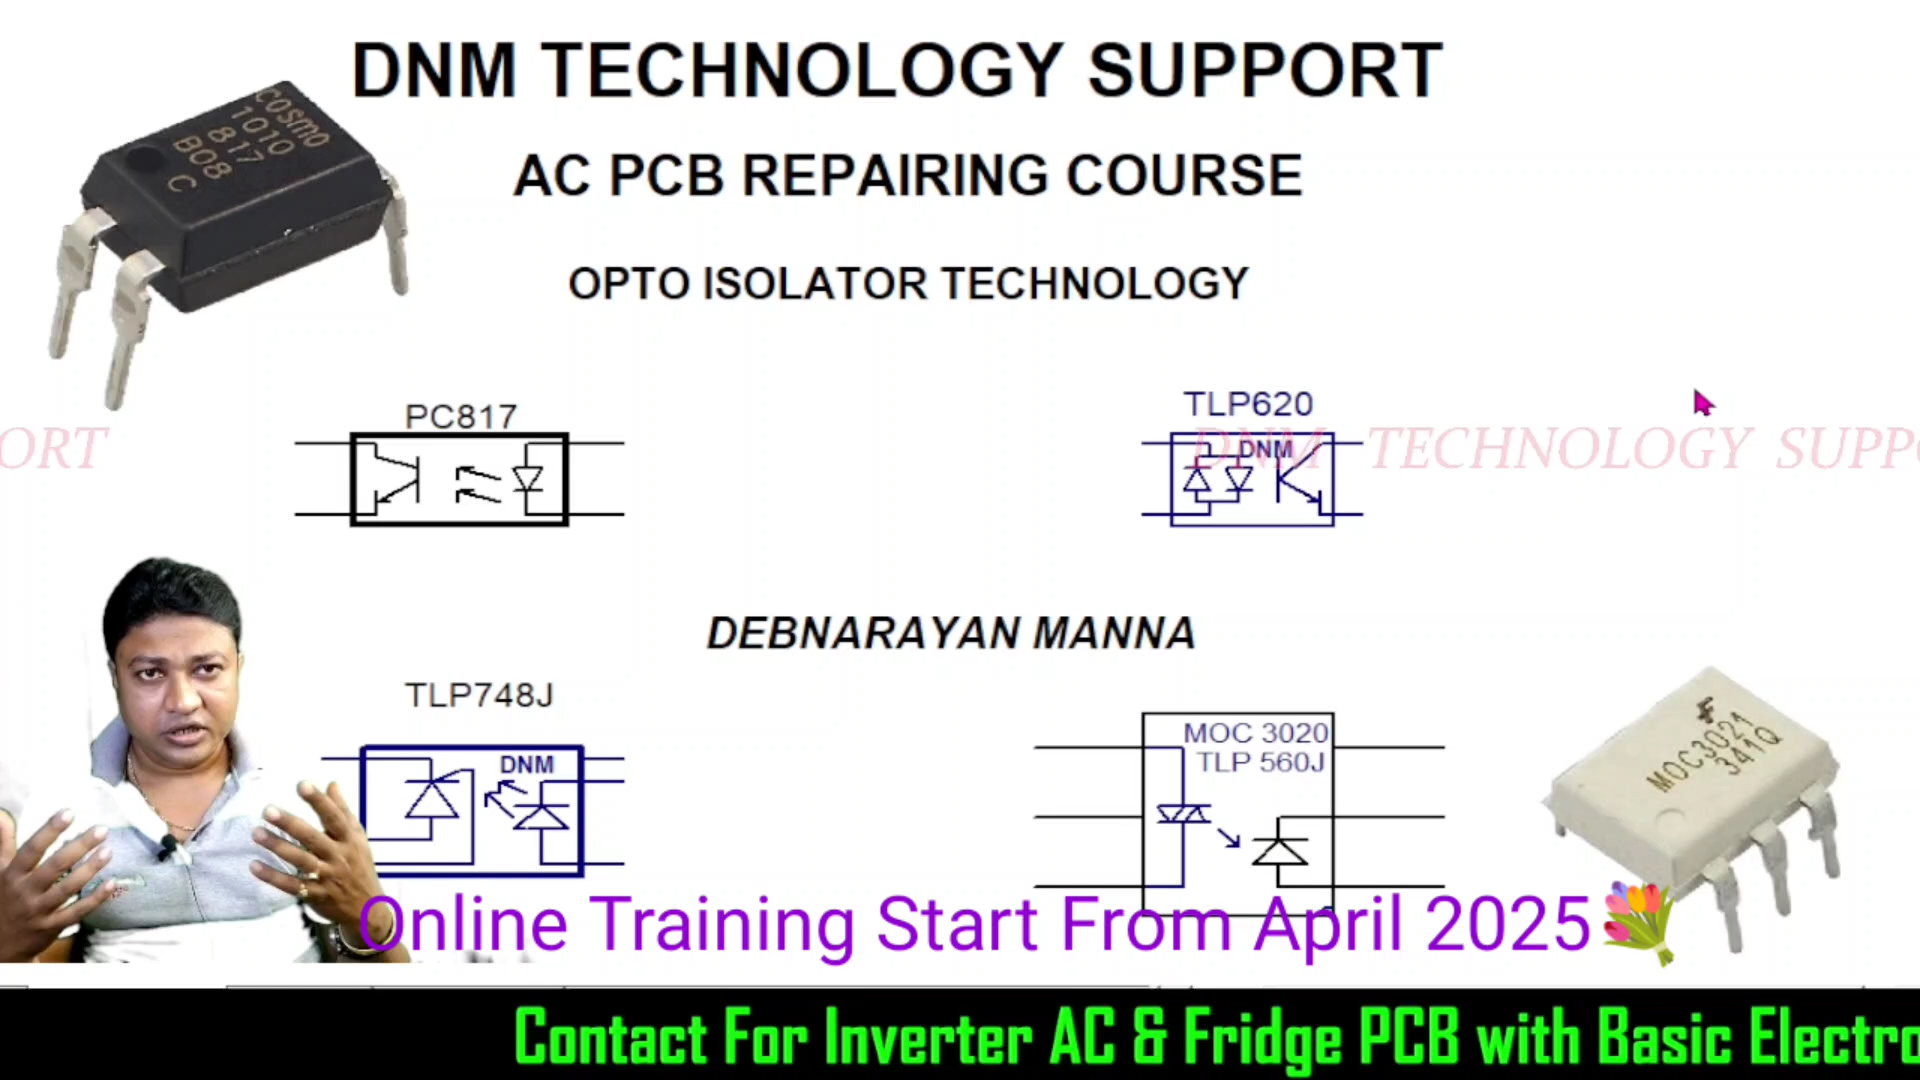 DNM TECHNOLOGY SUPPORT
AC PCB REPAIRING COURSE
OPTO ISOLATOR TECHNOLOGY
cosmo
1010
817
B08
C
PC817
TLP620
DNM
ORT
DNM TECHNOLOGY SUPP
DEBNARAYAN MANNA
TLP748J
DNM
MOC 3020
TLP 560J
MOC3021
341Q
Online Training Start From April 2025
Contact For Inverter AC & Fridge PCB with Basic Electro